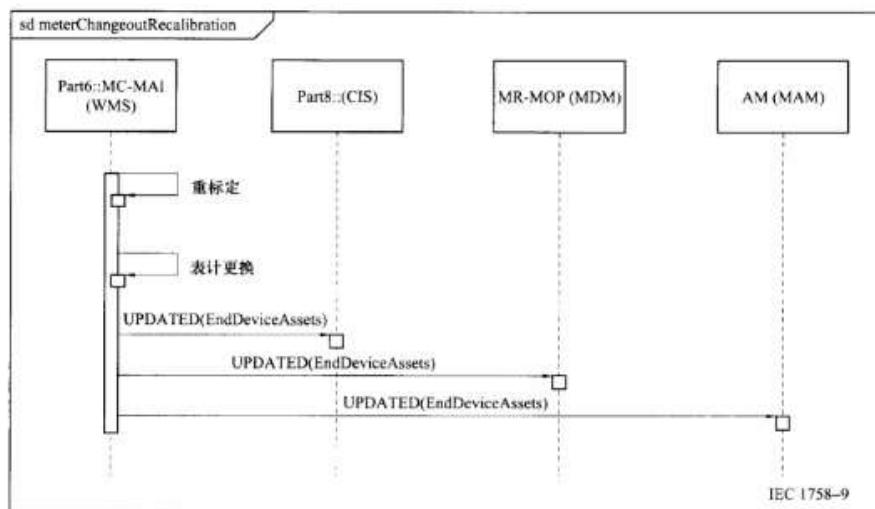 sd meterChangeoutRecalibration
Part6::MC-MAI
(WMS)
Part8::(CIS)
MR-MOP (MDM)
AM (MAM)
重标定
表计更换
UPDATED(EndDeviceAssets)
UPDATED(EndDeviceAssets)
UPDATED(EndDeviceAssets)
IEC 1758–9